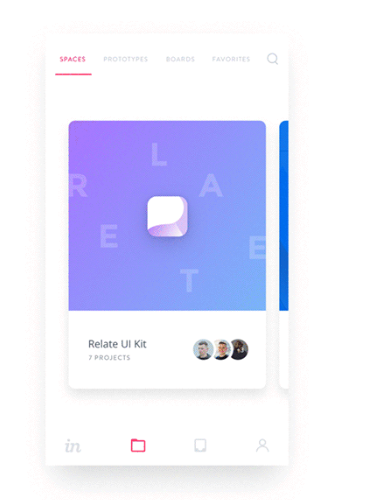 SPACES PROTOTYPES BOARDS FAVORITES
L
R A
E E
T
Relate UI Kit
7 PROJECTS
in